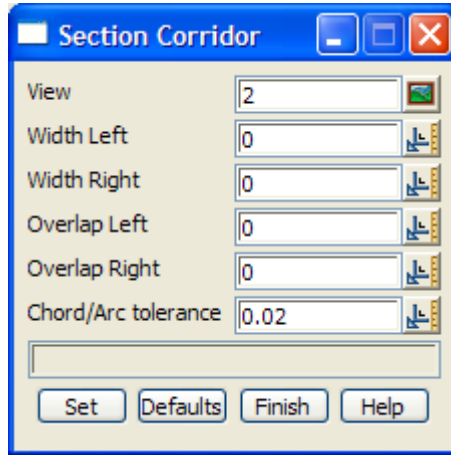 Section Corridor
View 2
Width Left 0
Width Right 0
Overlap Left 0
Overlap Right 0
Chord/Arc tolerance 0.02
Set Defaults Finish Help